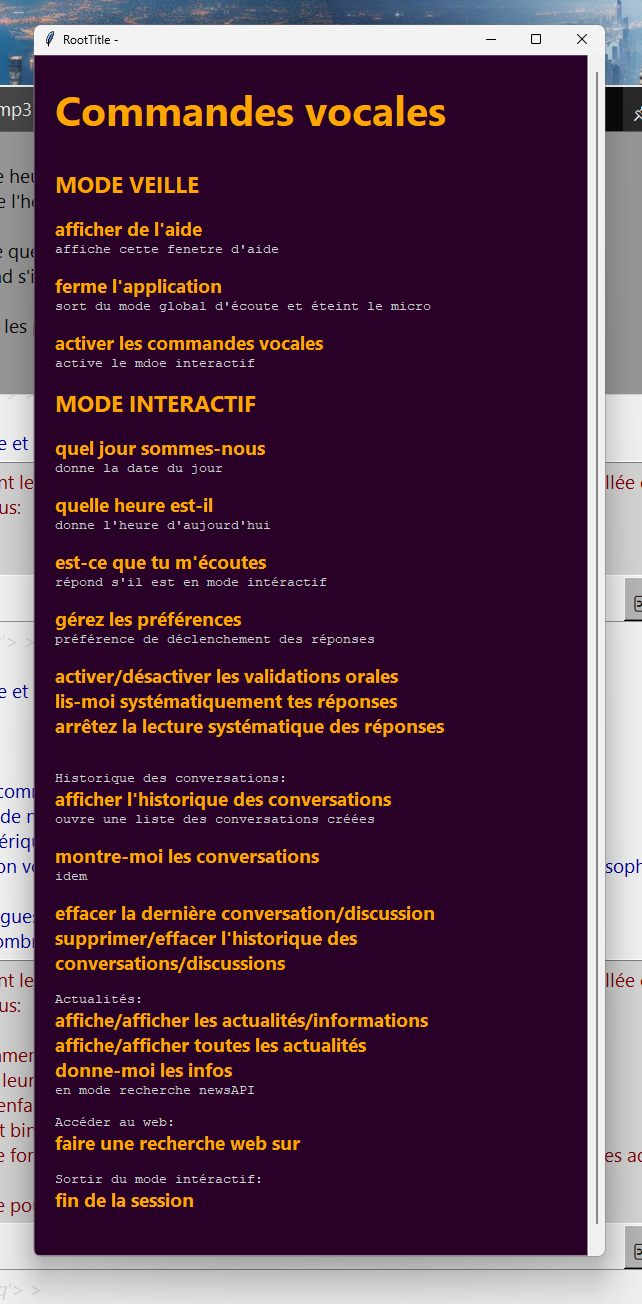 RootTitle -
mp3
Commandes vocales
MODE VEILLE
afficher de l'aide
affiche cette fenetre d'aide
ferme l'application
sort du mode global d'écoute et éteint le micro
activer les commandes vocales
active le mdoe interactif
MODE INTERACTIF
quel jour sommes-nous
donne la date du jour
quelle heure est-il
donne l'heure d'aujourd'hui
est-ce que tu m'écoutes
répond s'il est en mode intéractif
gérez les préférences
préférence de déclenchement des réponses
activer/désactiver les validations orales
lis-moi systématiquement tes réponses
arrêtez la lecture systématique des réponses
Historique des conversations:
afficher l'historique des conversations
ouvre une liste des conversations créées
montre-moi les conversations
idem
effacer la dernière conversation/discussion
supprimer/effacer l'historique des
conversations/discussions
Actualités:
affiche/afficher les actualités/informations
affiche/afficher toutes les actualités
donne-moi les infos
en mode recherche newsAPI
Accéder au web:
faire une recherche web sur
Sortir du mode intéractif:
fin de la session